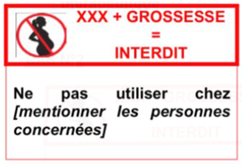 XXX + GROSSESSE
=
INTERDIT
Ne pas utiliser chez
[mentionner les personnes
concernées]